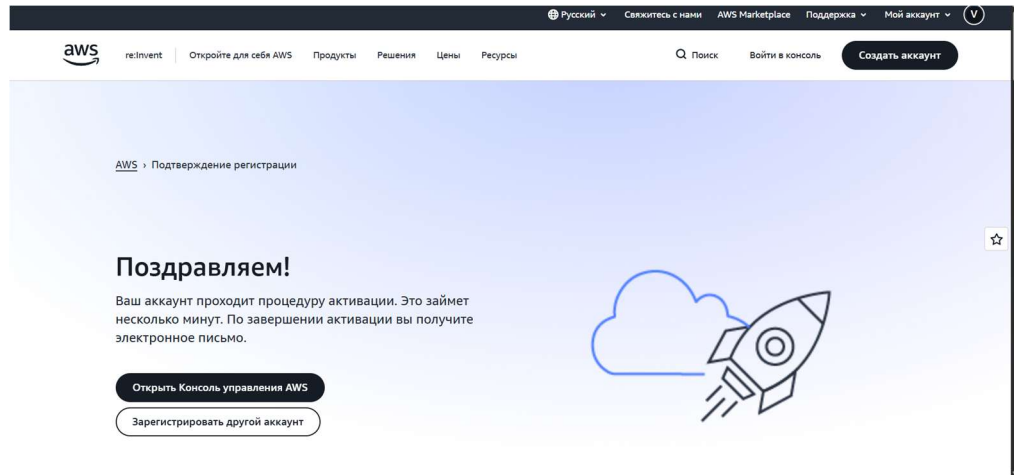 Русский Свяжитесь с нами AWS Marketplace Поддержка Мой аккаунт V
aws re:Invent Откройте для себя AWS Продукты Решения Цены Ресурсы Поиск Войти в консоль Создать аккаунт
AWS › Подтверждение регистрации
Поздравляем!
Ваш аккаунт проходит процедуру активации. Это займет
несколько минут. По завершении активации вы получите
электронное письмо.
Открыть Консоль управления AWS
Зарегистрировать другой аккаунт